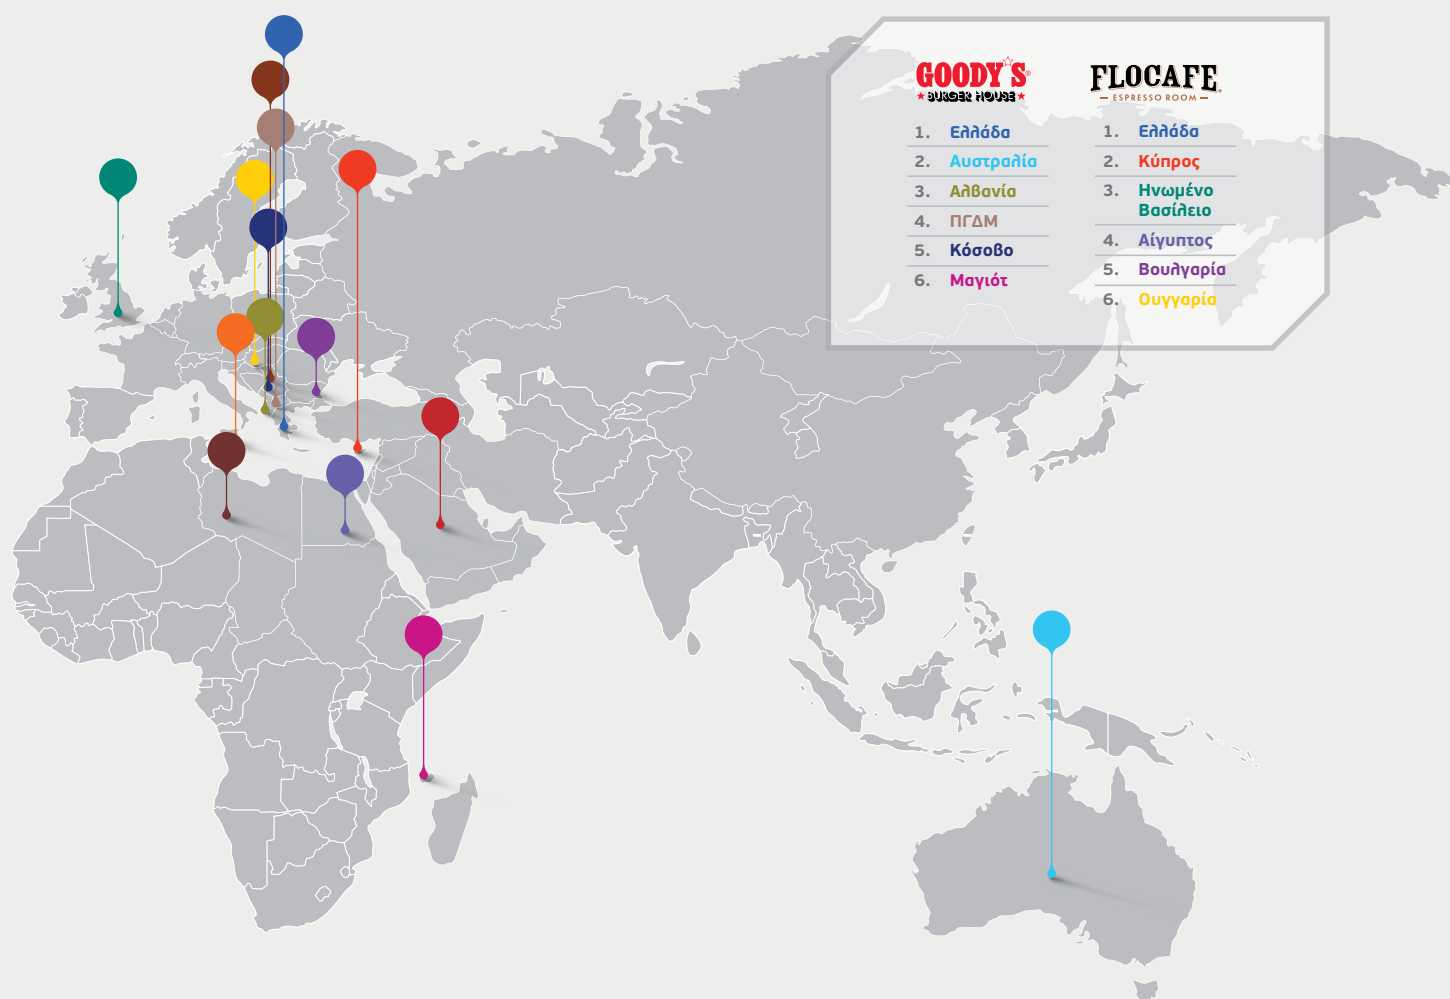 GOODY'S®
BURGER HOUSE
1. Ελλάδα
2. Αυστραλία
3. Αλβανία
4. ΠΓΔΜ
5. Κόσοβο
6. Μαγιότ
FLOCAFE®
ESPRESSO ROOM
1. Ελλάδα
2. Κύπρος
3. Ηνωμένο
Βασίλειο
4. Αίγυπτος
5. Βουλγαρία
6. Ουγγαρία